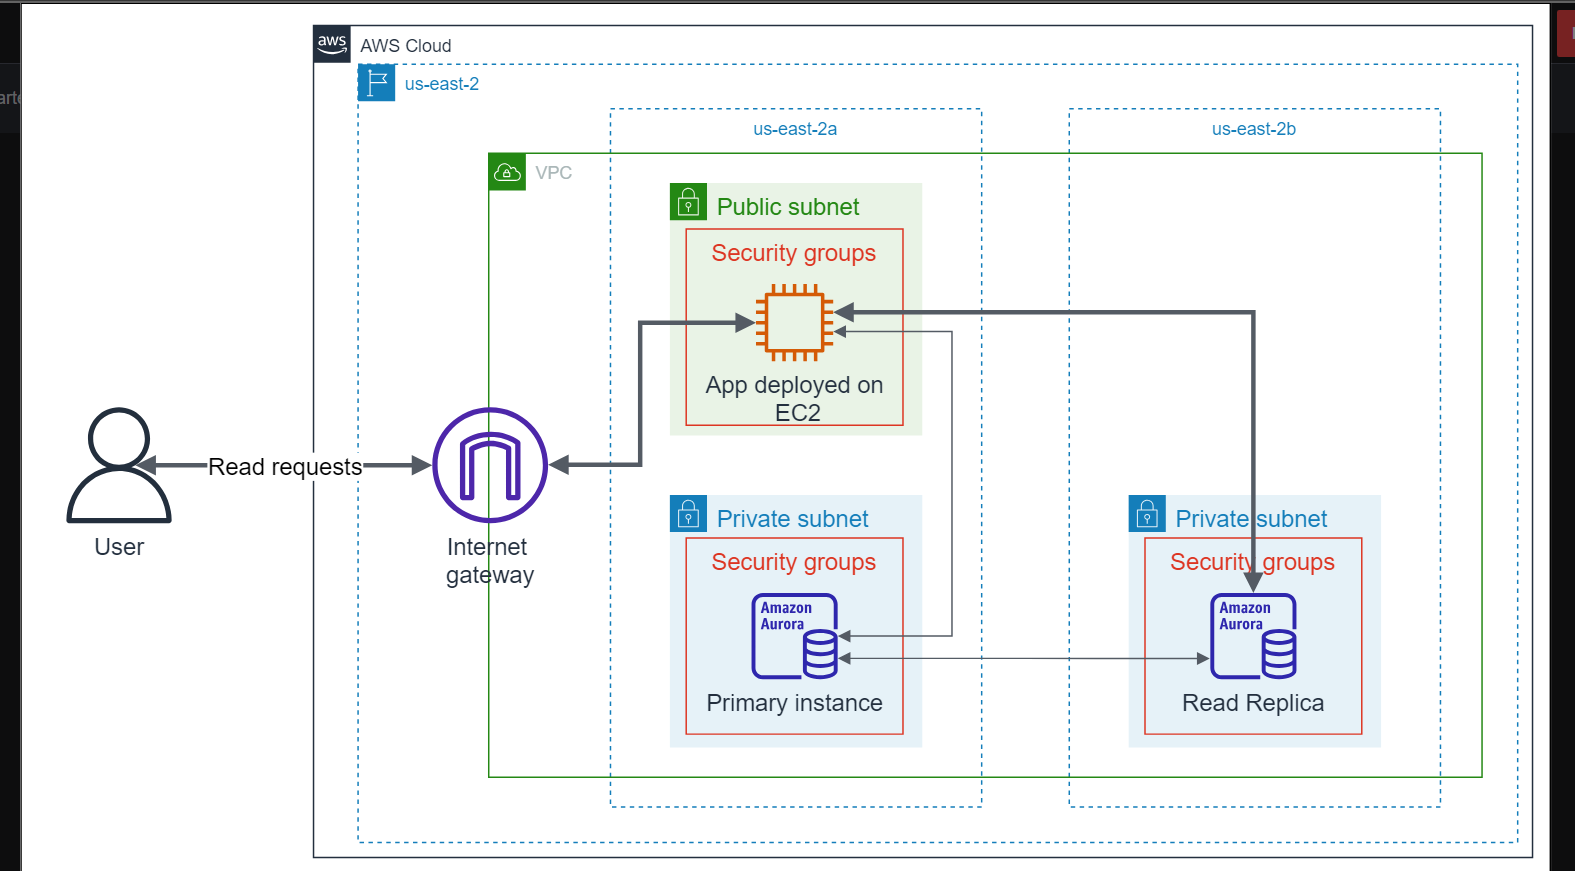 aws
AWS Cloud
us-east-2
us-east-2a
us-east-2b
VPC
Public subnet
Security groups
App deployed on
EC2
Read requests
User
Internet
gateway
Private subnet
Security groups
Amazon
Aurora
Primary instance
Private subnet
Security groups
Amazon
Aurora
Read Replica